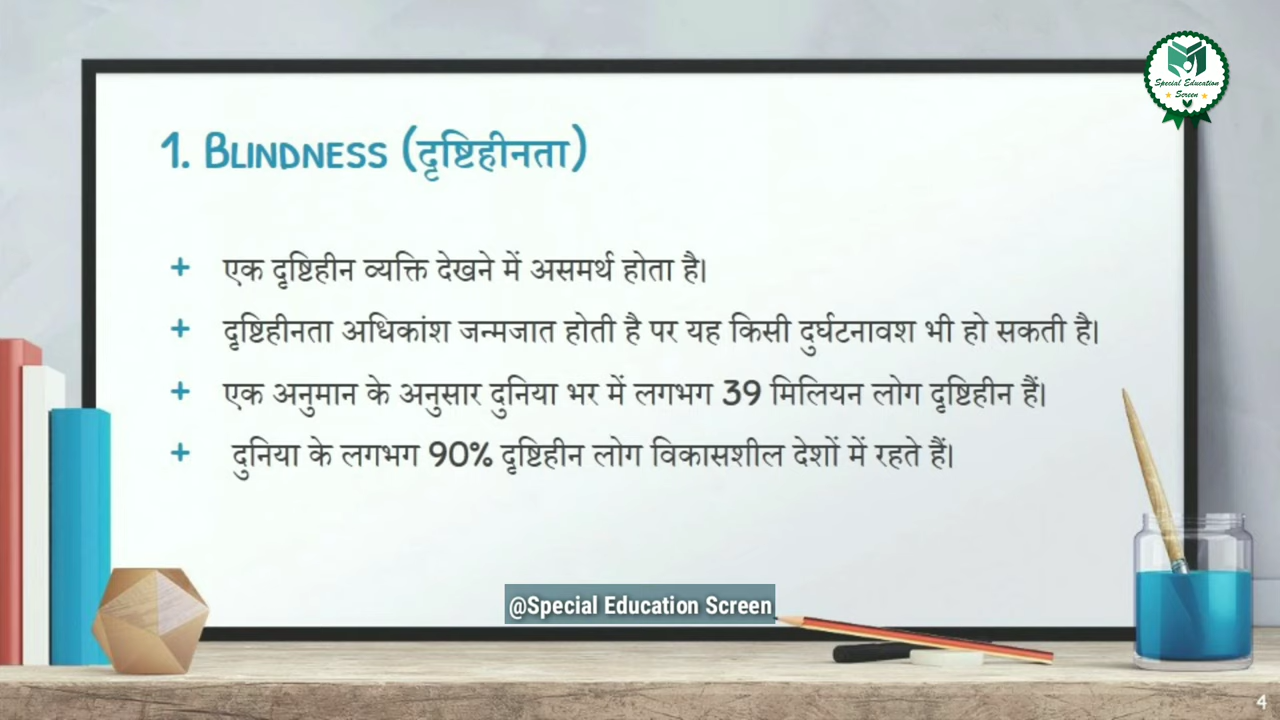 Special Education
Screen
1. BLINDNESS (दृष्टिहीनता)
+ एक दृष्टिहीन व्यक्ति देखने में असमर्थ होता है।
+ दृष्टिहीनता अधिकांश जन्मजात होती है पर यह किसी दुर्घटनावश भी हो सकती है।
+ एक अनुमान के अनुसार दुनिया भर में लगभग 39 मिलियन लोग दृष्टिहीन हैं।
+ दुनिया के लगभग 90% दृष्टिहीन लोग विकासशील देशों में रहते हैं।
@Special Education Screen
4